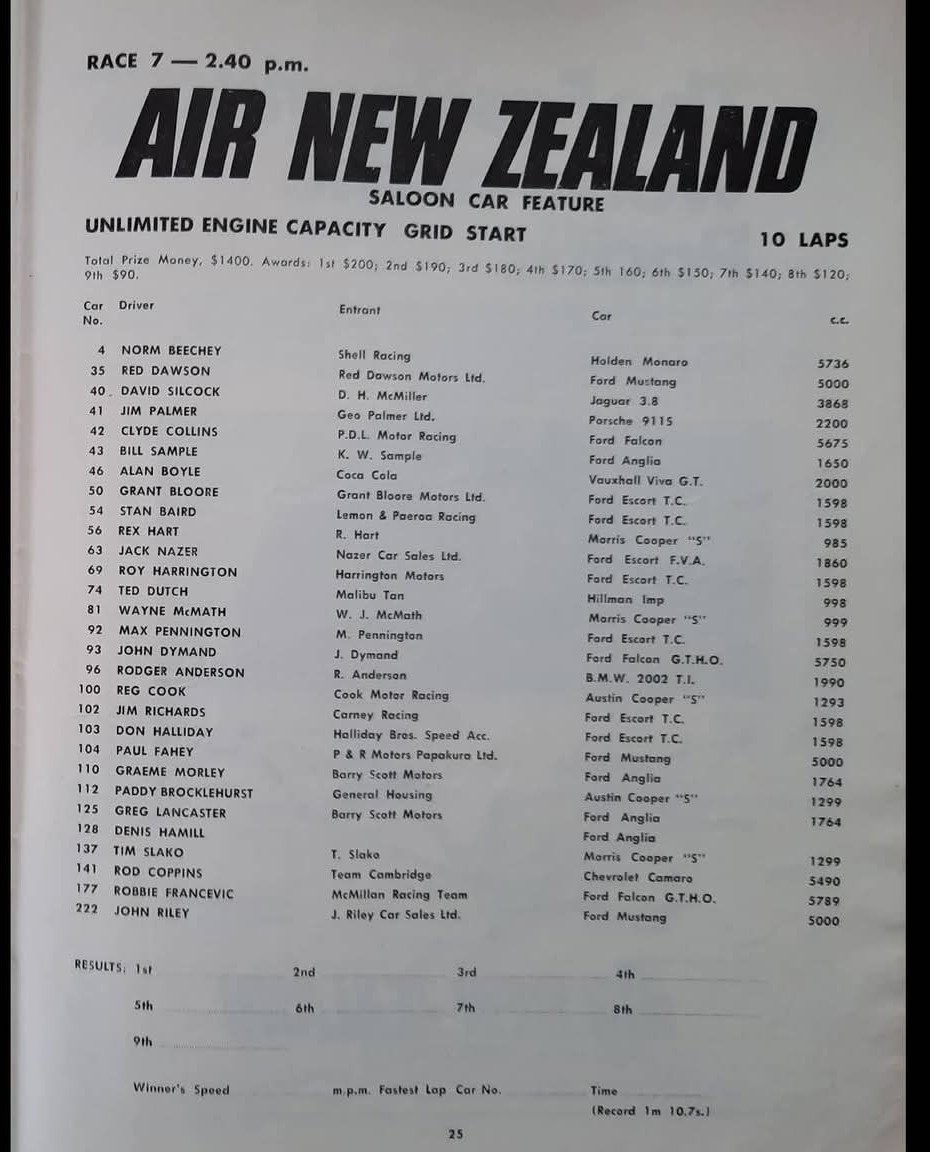 RACE 7 — 2.40 p.m.
AIR NEW ZEALAND
SALOON CAR FEATURE
UNLIMITED ENGINE CAPACITY GRID START 10 LAPS
Total Prize Money, $1400. Awards: 1st $200; 2nd $190; 3rd $180; 4th $170; 5th 160; 6th $150; 7th $140; 8th $120;
9th $90.
Car No. Driver Entrant Car c.c.
4 NORM BEECHEY Shell Racing Holden Monaro 5736
35 RED DAWSON Red Dawson Motors Ltd. Ford Mustang 5000
40 DAVID SILCOCK D. H. McMiller Jaguar 3.8 3868
41 JIM PALMER Geo Palmer Ltd. Porsche 911S 2200
42 CLYDE COLLINS P.D.L. Motor Racing Ford Falcon 5675
43 BILL SAMPLE K. W. Sample Ford Anglia 1650
46 ALAN BOYLE Coca Cola Vauxhall Viva G.T. 2000
50 GRANT BLOORE Grant Bloore Motors Ltd. Ford Escort T.C. 1598
54 STAN BAIRD Lemon & Paeroa Racing Ford Escort T.C. 1598
56 REX HART R. Hart Morris Cooper "S" 985
63 JACK NAZER Nazer Car Sales Ltd. Ford Escort F.V.A. 1860
69 ROY HARRINGTON Harrington Motors Ford Escort T.C. 1598
74 TED DUTCH Malibu Tan Hillman Imp 998
81 WAYNE McMATH W. J. McMath Morris Cooper "S" 999
92 MAX PENNINGTON M. Pennington Ford Escort T.C. 1598
93 JOHN DYMAND J. Dymand Ford Falcon G.T.H.O. 5750
96 RODGER ANDERSON R. Anderson B.M.W. 2002 T.I. 1990
100 REG COOK Cook Motor Racing Austin Cooper "S" 1293
102 JIM RICHARDS Carney Racing Ford Escort T.C. 1598
103 DON HALLIDAY Halliday Bros. Speed Acc. Ford Escort T.C. 1598
104 PAUL FAHEY P & R Motors Papakura Ltd. Ford Mustang 5000
110 GRAEME MORLEY Barry Scott Motors Ford Anglia 1764
112 PADDY BROCKLEHURST General Housing Austin Cooper "S" 1299
125 GREG LANCASTER Barry Scott Motors Ford Anglia 1764
128 DENIS HAMILL Ford Anglia
137 TIM SLAKO T. Slako Morris Cooper "S" 1299
141 ROD COPPINS Team Cambridge Chevrolet Camaro 5490
177 ROBBIE FRANCEVIC McMillan Racing Team Ford Falcon G.T.H.O. 5789
222 JOHN RILEY J. Riley Car Sales Ltd. Ford Mustang 5000
RESULTS: 1st 2nd 3rd 4th
5th 6th 7th 8th
9th
Winner's Speed m.p.m. Fastest Lap Car No. Time
(Record 1m 10.7s.)
25